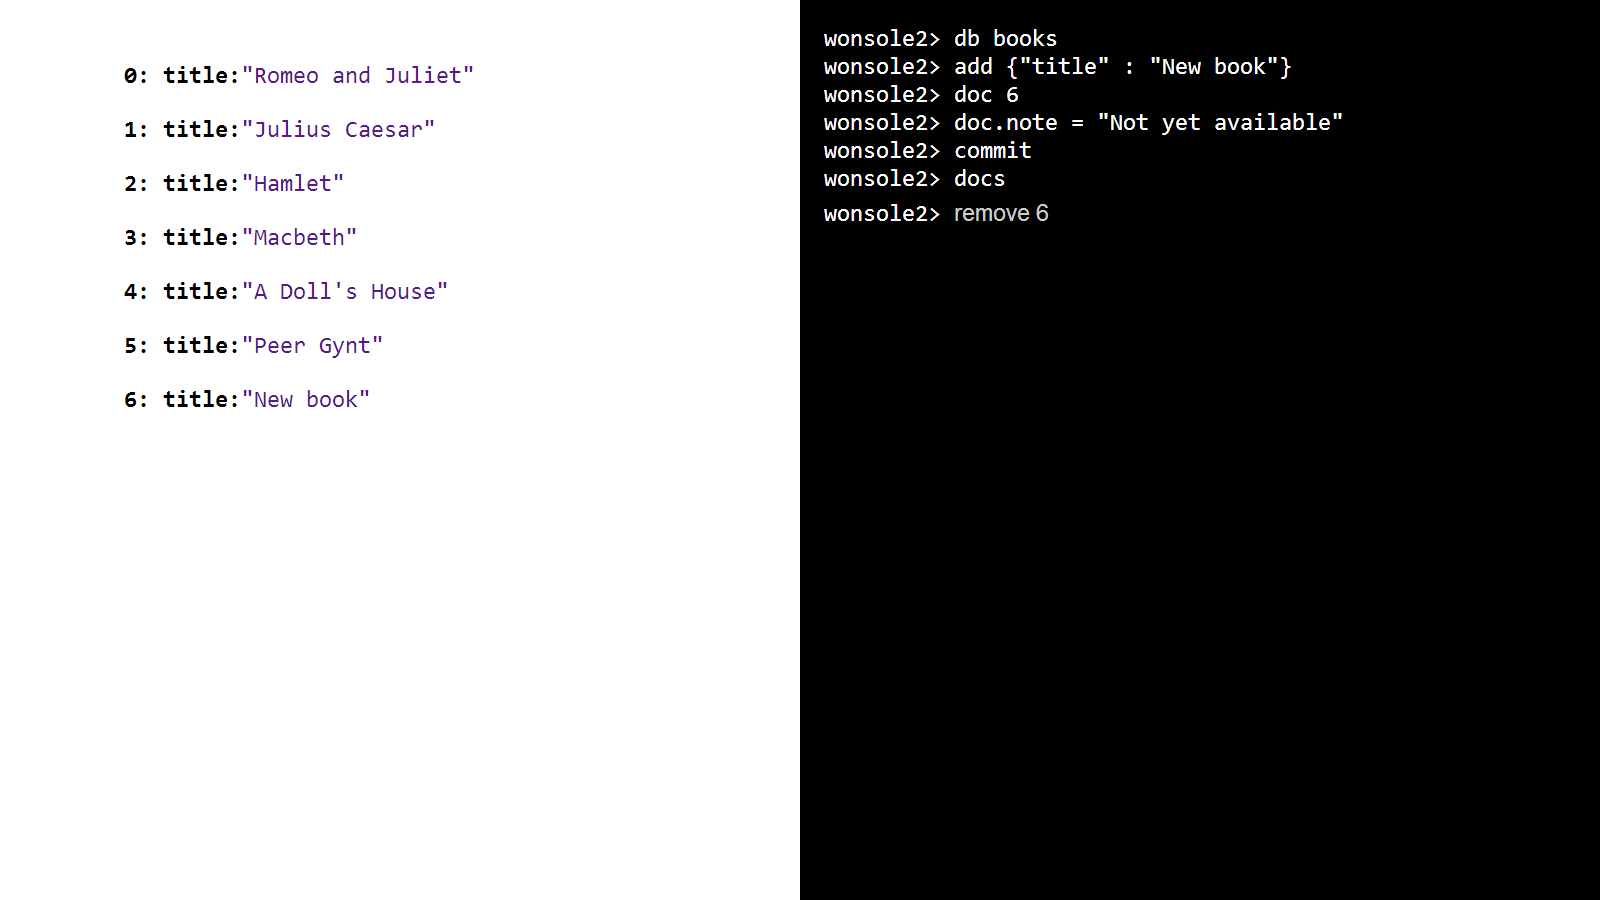 0: title:"Romeo and Juliet"
1: title:"Julius Caesar"
2: title:"Hamlet"
3: title:"Macbeth"
4: title:"A Doll's House"
5: title:"Peer Gynt"
6: title:"New book"
wonsole2> db books
wonsole2> add {"title" : "New book"}
wonsole2> doc 6
wonsole2> doc.note = "Not yet available"
wonsole2> commit
wonsole2> docs
wonsole2> remove 6